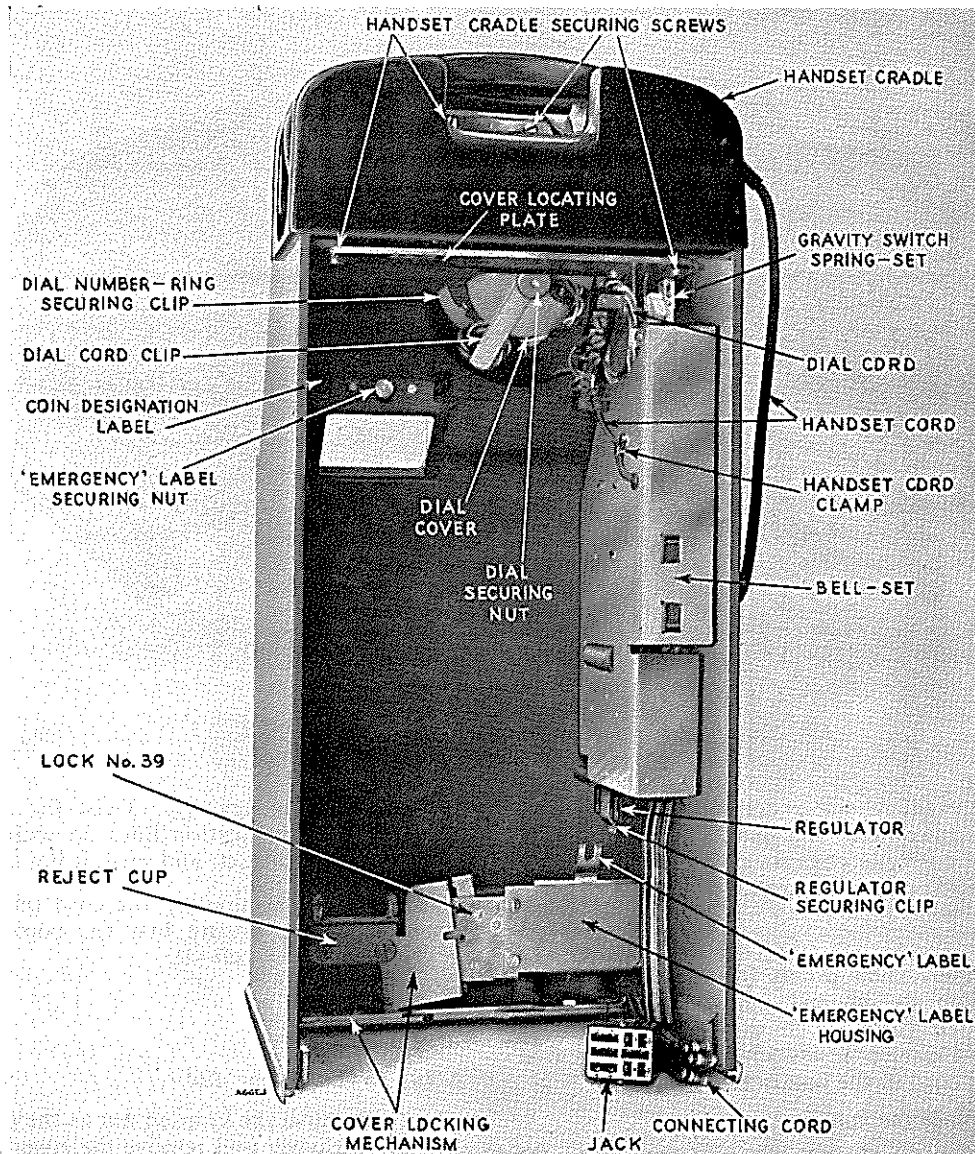 HANDSET CRADLE SECURING SCREWS
HANDSET CRADLE
COVER LOCATING
PLATE
GRAVITY SWITCH
SPRING-SET
DIAL NUMBER-RING
SECURING CLIP
DIAL CORD CLIP
DIAL CORD
COIN DESIGNATION
LABEL
HANDSET CORD
'EMERGENCY' LABEL
SECURING NUT
HANDSET CORD
CLAMP
DIAL
COVER
DIAL
SECURING
NUT
BELL-SET
LOCK No. 39
REGULATOR
REJECT CUP
REGULATOR
SECURING CLIP
'EMERGENCY' LABEL
'EMERGENCY' LABEL
HOUSING
COVER LOCKING
MECHANISM
JACK
CONNECTING CORD